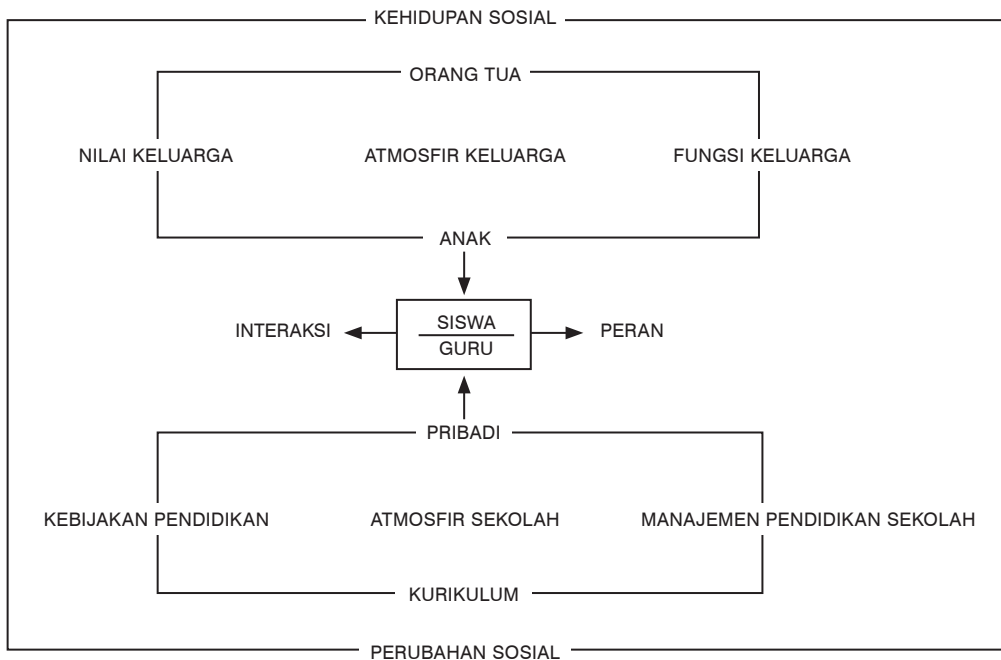 KEHIDUPAN SOSIAL
ORANG TUA
NILAI KELUARGA
ATMOSFIR KELUARGA
FUNGSI KELUARGA
ANAK
INTERAKSI
SISWA
GURU
PERAN
PRIBADI
KEBIJAKAN PENDIDIKAN
ATMOSFIR SEKOLAH
MANAJEMEN PENDIDIKAN SEKOLAH
KURIKULUM
PERUBAHAN SOSIAL